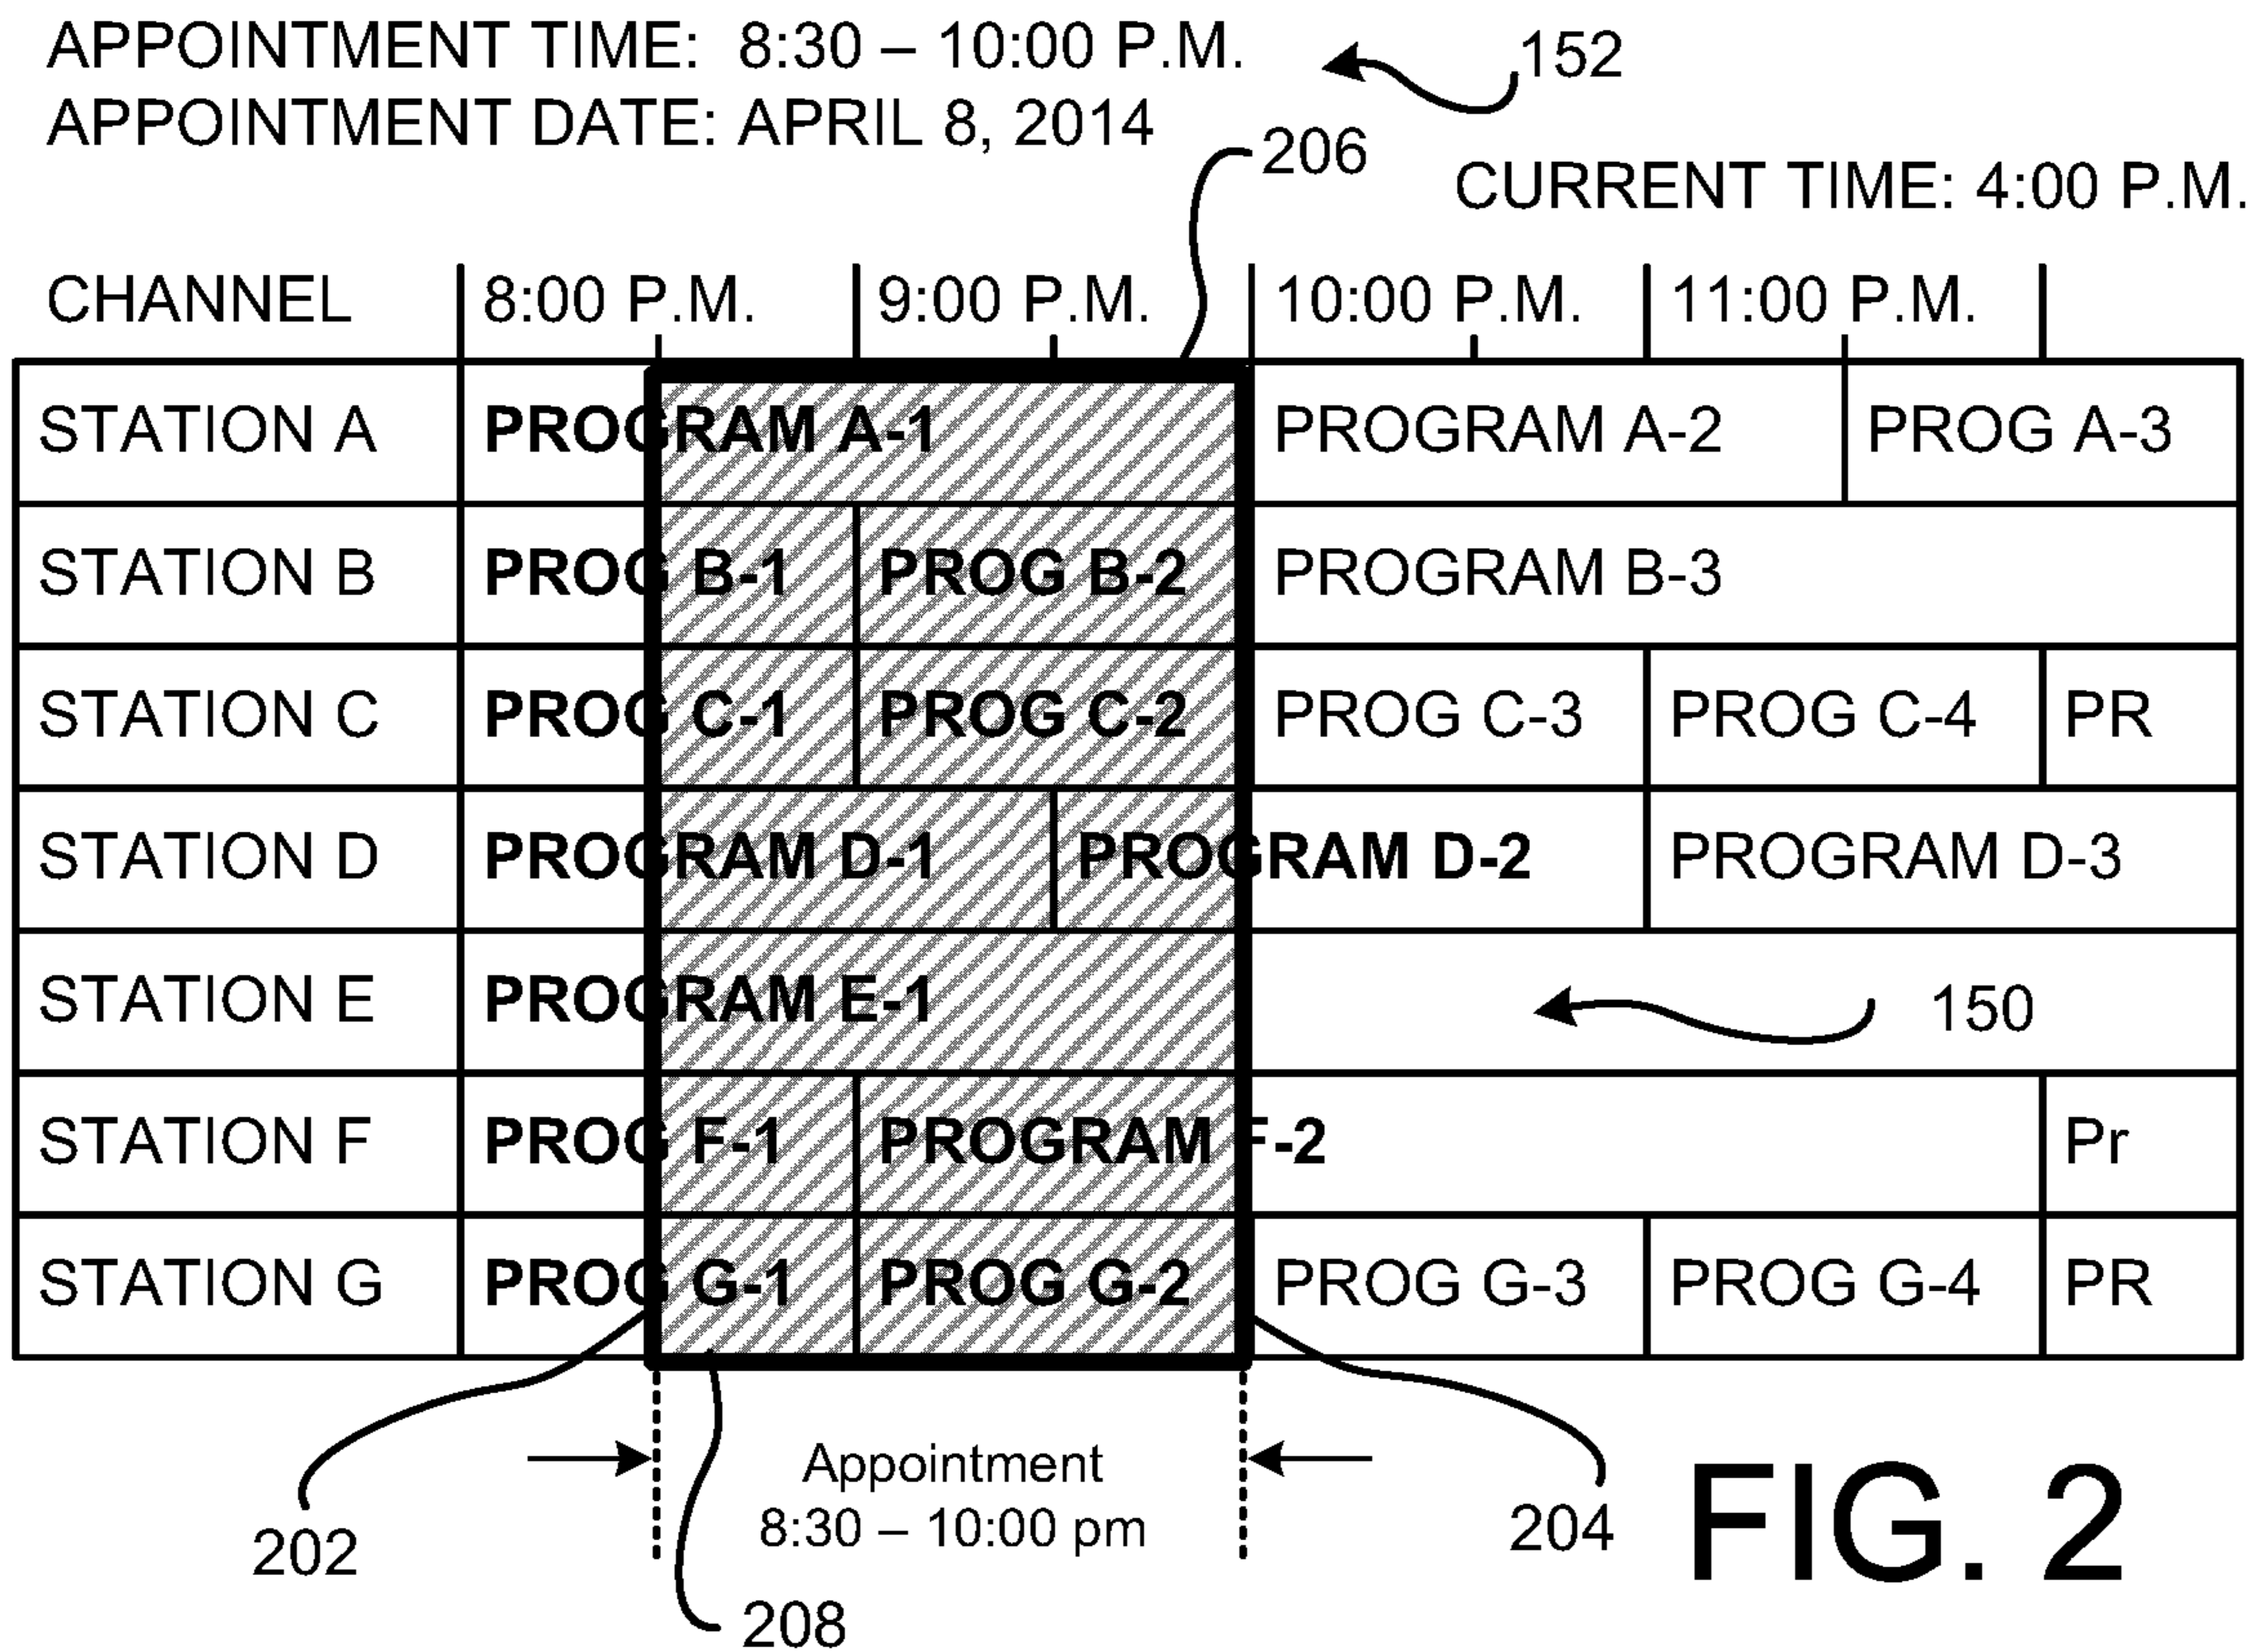 APPOINTMENT TIME: 8:30 – 10:00 P.M.
152
APPOINTMENT DATE: APRIL 8, 2014
206
CURRENT TIME: 4:00 P.M.
CHANNEL 8:00 P.M. 9:00 P.M. 10:00 P.M. 11:00 P.M.
STATION A PROGRAM A-1 PROGRAM A-2 PROG A-3
STATION B PROG B-1 PROG B-2 PROGRAM B-3
STATION C PROG C-1 PROG C-2 PROG C-3 PROG C-4 PR
STATION D PROGRAM D-1 PROGRAM D-2 PROGRAM D-3
STATION E PROGRAM E-1 150
STATION F PROG F-1 PROGRAM F-2 Pr
STATION G PROG G-1 PROG G-2 PROG G-3 PROG G-4 PR
Appointment
8:30 – 10:00 pm
202
204
208
FIG. 2